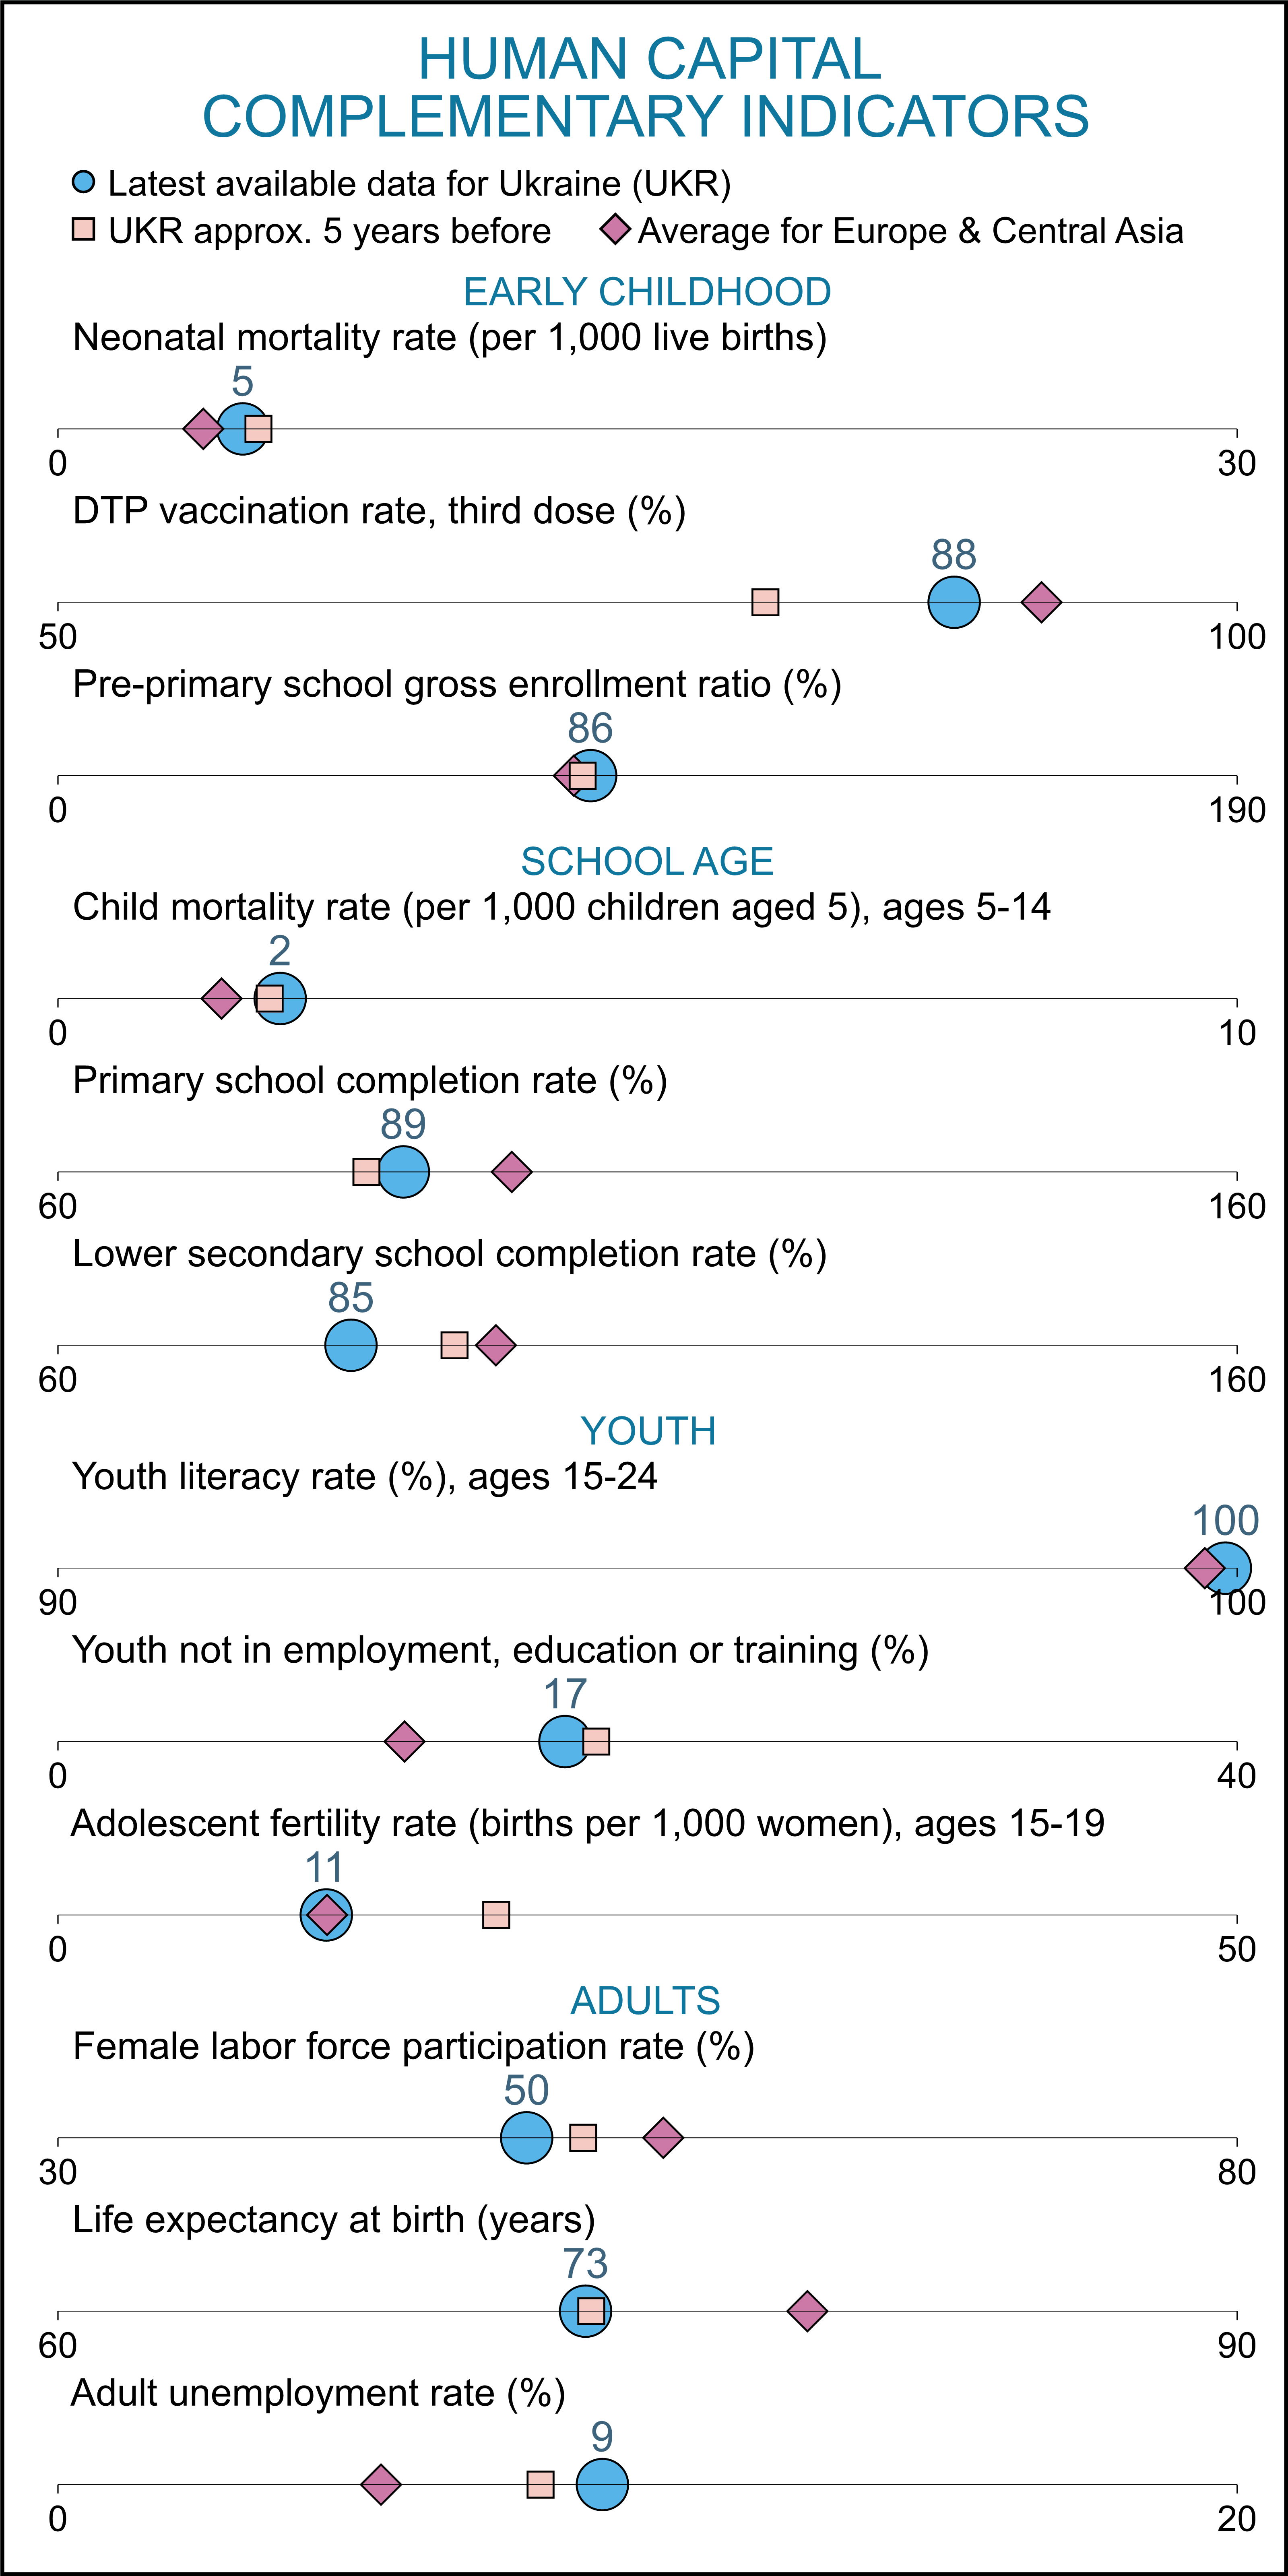 HUMAN CAPITAL
COMPLEMENTARY INDICATORS
Latest available data for Ukraine (UKR)
UKR approx. 5 years before Average for Europe & Central Asia
EARLY CHILDHOOD
Neonatal mortality rate (per 1,000 live births)
5
0 30
DTP vaccination rate, third dose (%)
88
50 100
Pre-primary school gross enrollment ratio (%)
86
0 190
SCHOOL AGE
Child mortality rate (per 1,000 children aged 5), ages 5-14
2
0 10
Primary school completion rate (%)
89
60 160
Lower secondary school completion rate (%)
85
60 160
YOUTH
Youth literacy rate (%), ages 15-24
100
90 100
Youth not in employment, education or training (%)
17
0 40
Adolescent fertility rate (births per 1,000 women), ages 15-19
11
0 50
ADULTS
Female labor force participation rate (%)
50
30 80
Life expectancy at birth (years)
73
60 90
Adult unemployment rate (%)
9
0 20